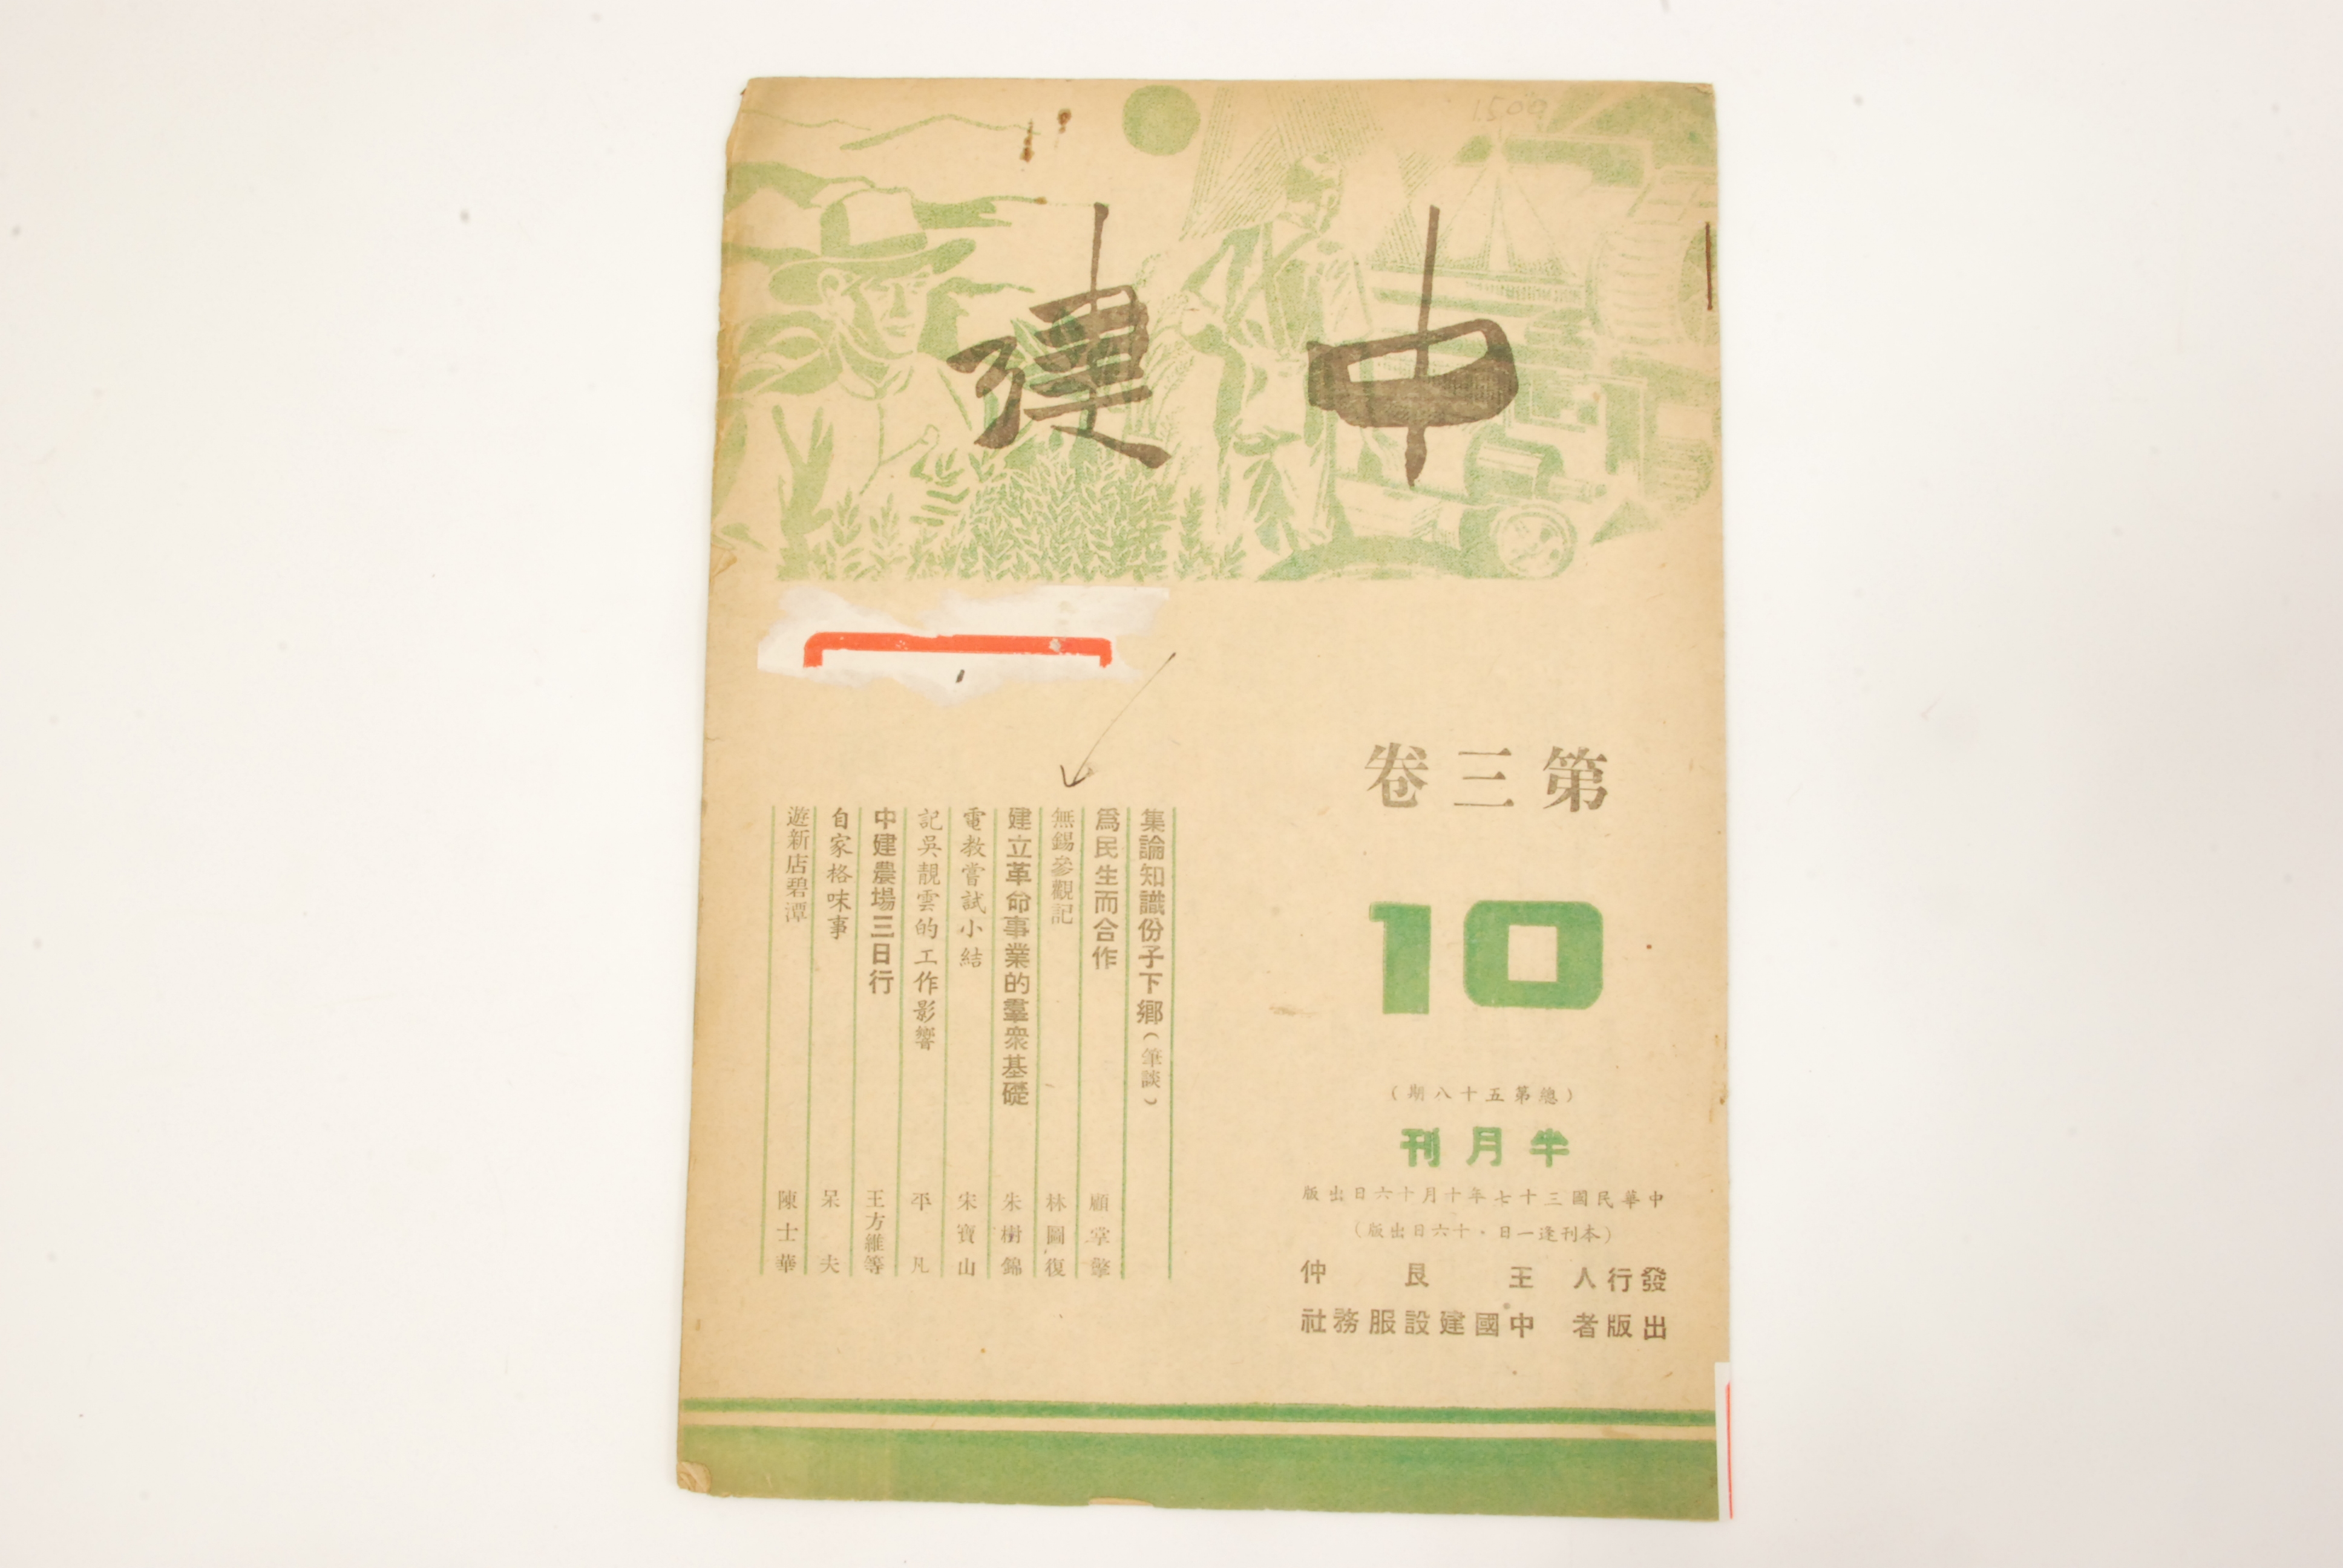 1500
中建
第三卷
10
（總第五十八期）
半月刊
中華民國三十七年十月十六日出版
（本刊逢一日·十六日出版）
發行人 王艮仲
出版者 中國建設服務社
集論知識份子下鄉（筆談）
為民生而合作 顧掌擎
無錫參觀記 林圖復
建立革命事業的羣衆基礎 朱樹錦
電教嘗試小結 宋寶山
記吳靚雲的工作影響 平凡
中建農場三日行 王方維等
自家格味事 呆夫
遊新店碧潭 陳士華